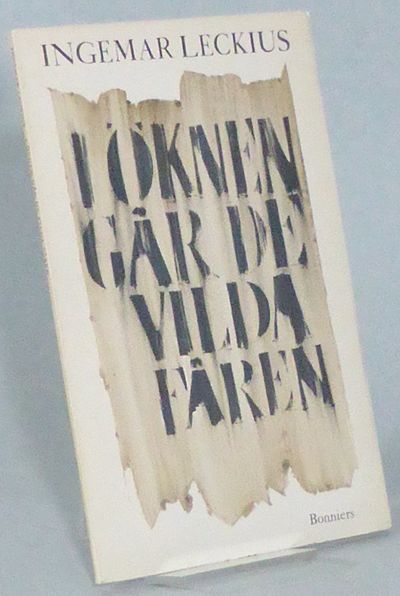 INGEMAR LECKIUS
I ÖKNEN
GÅR DE
VILDA
FÅREN
Bonniers